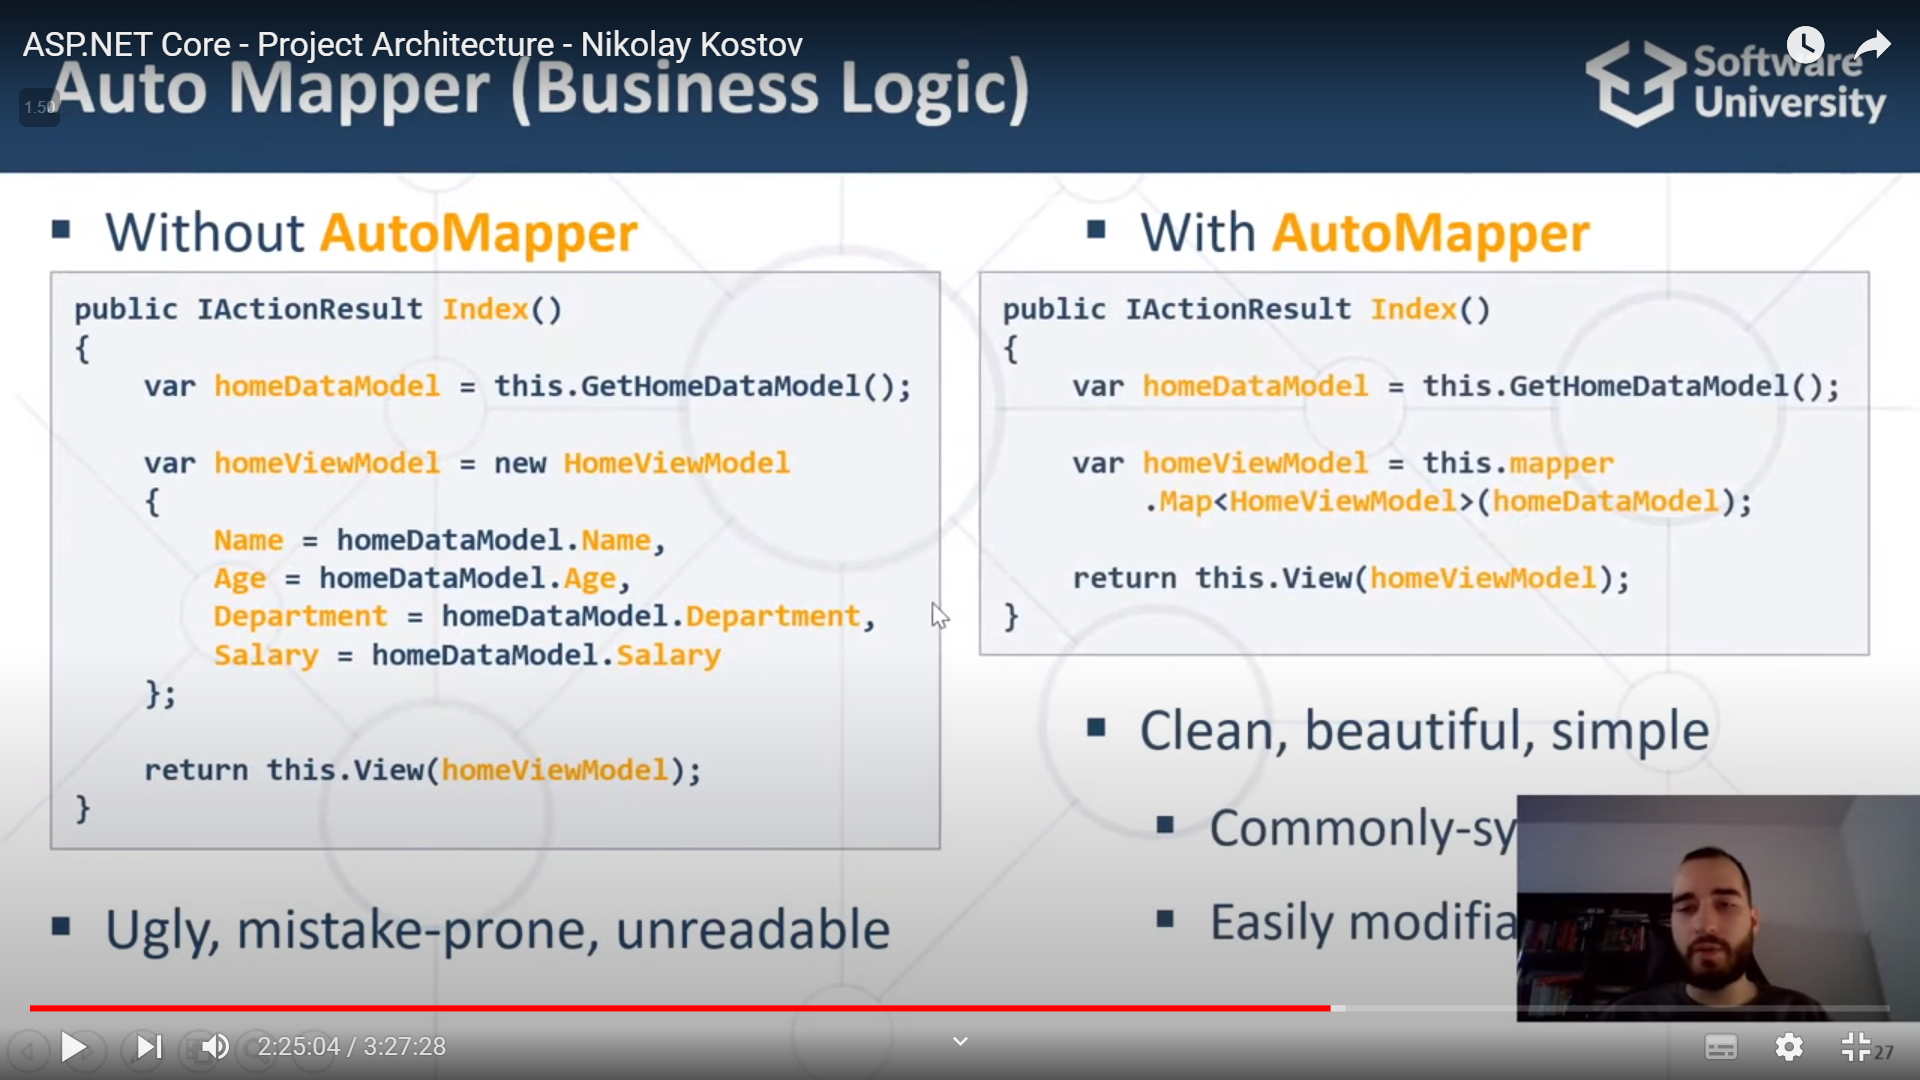 ASP.NET Core - Project Architecture - Nikolay Kostov
Auto Mapper (Business Logic)
Software
University
1.50
Without AutoMapper
public IActionResult Index()
{
var homeDataModel = this.GetHomeDataModel();
var homeViewModel = new HomeViewModel
{
Name = homeDataModel.Name,
Age = homeDataModel.Age,
Department = homeDataModel.Department,
Salary = homeDataModel.Salary
};
return this.View(homeViewModel);
}
Ugly, mistake-prone, unreadable
With AutoMapper
public IActionResult Index()
{
var homeDataModel = this.GetHomeDataModel();
var homeViewModel = this.mapper
.Map<HomeViewModel>(homeDataModel);
return this.View(homeViewModel);
}
Clean, beautiful, simple
Commonly-sy
Easily modifia
2:25:04 / 3:27:28
27